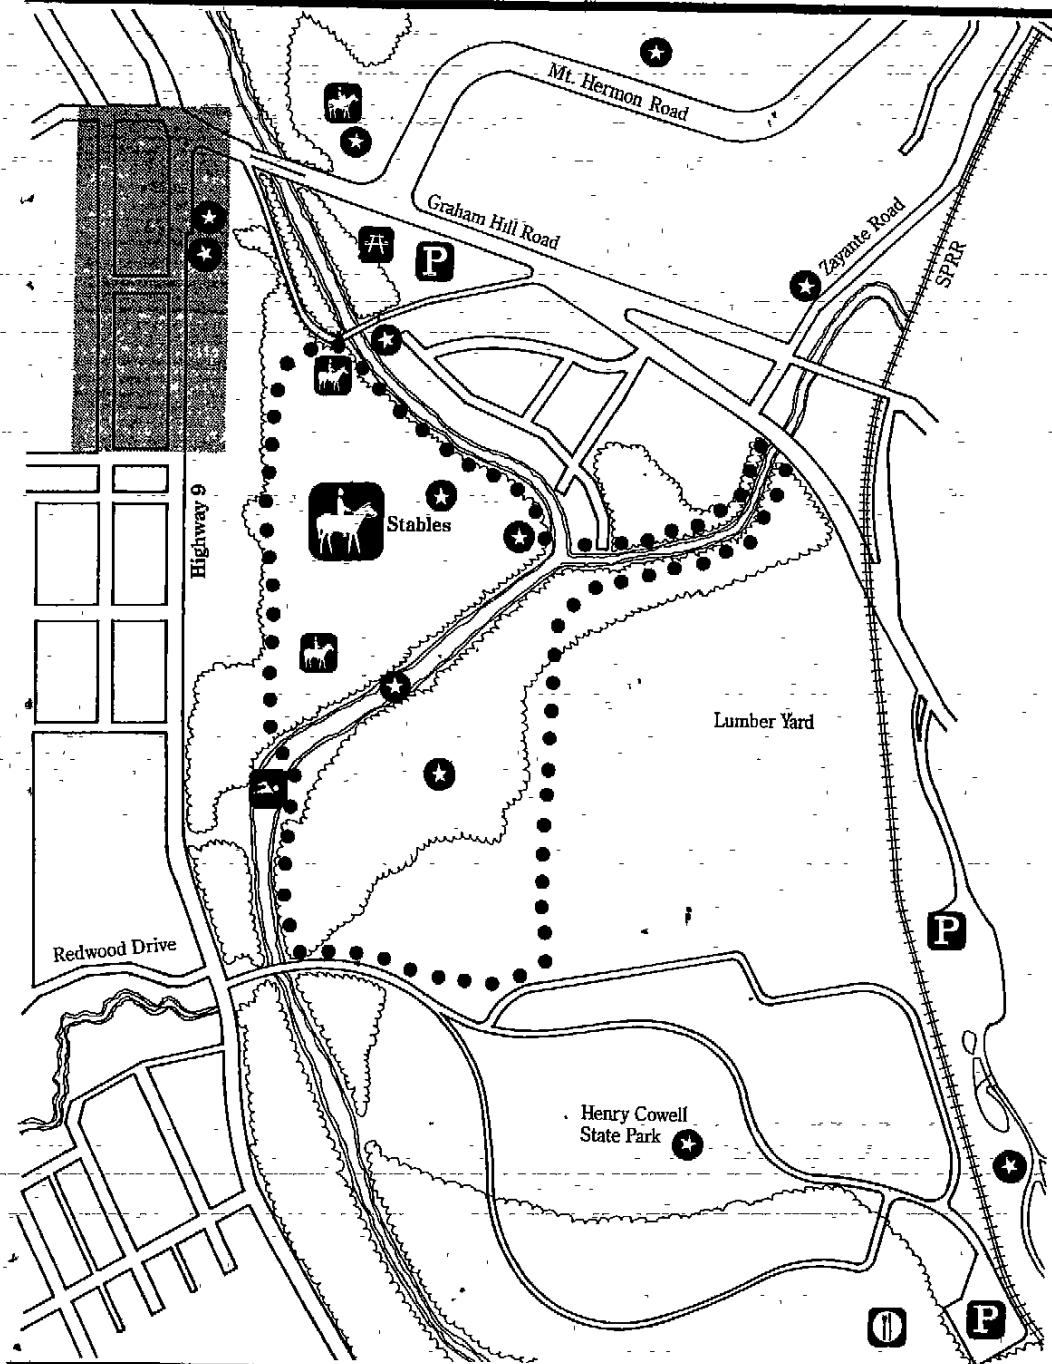 Mt. Hermon Road
Graham Hill Road
P
Zayante Road
SPRR
Highway 9
Stables
Lumber Yard
P
Redwood Drive
Henry Cowell
State Park
P